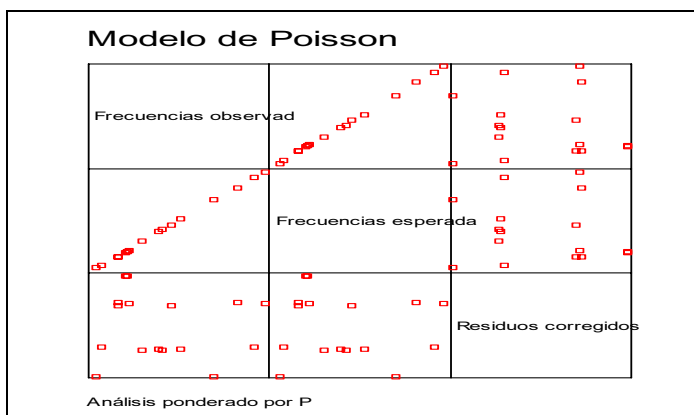 Modelo de Poisson
Frecuencias observad
Frecuencias esperada
Residuos corregidos
Análisis ponderado por P